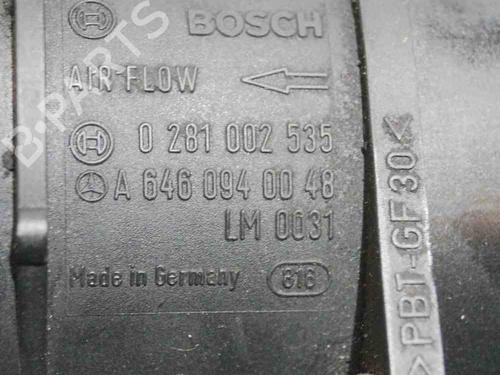 BOSCH
AIR FLOW
0 281 002 535
A 646 094 00 48
LM 0031
Made in Germany 816
>PBT-GF30<
B-PARTS